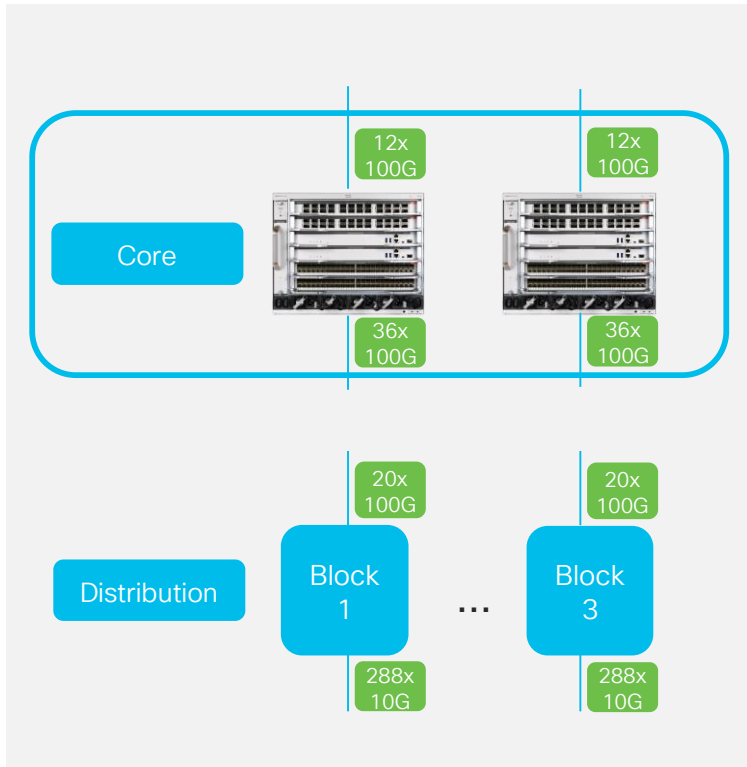 12x
100G
12x
100G
Core
36x
100G
36x
100G
20x
100G
20x
100G
Distribution
Block
1
...
Block
3
288x
10G
288x
10G